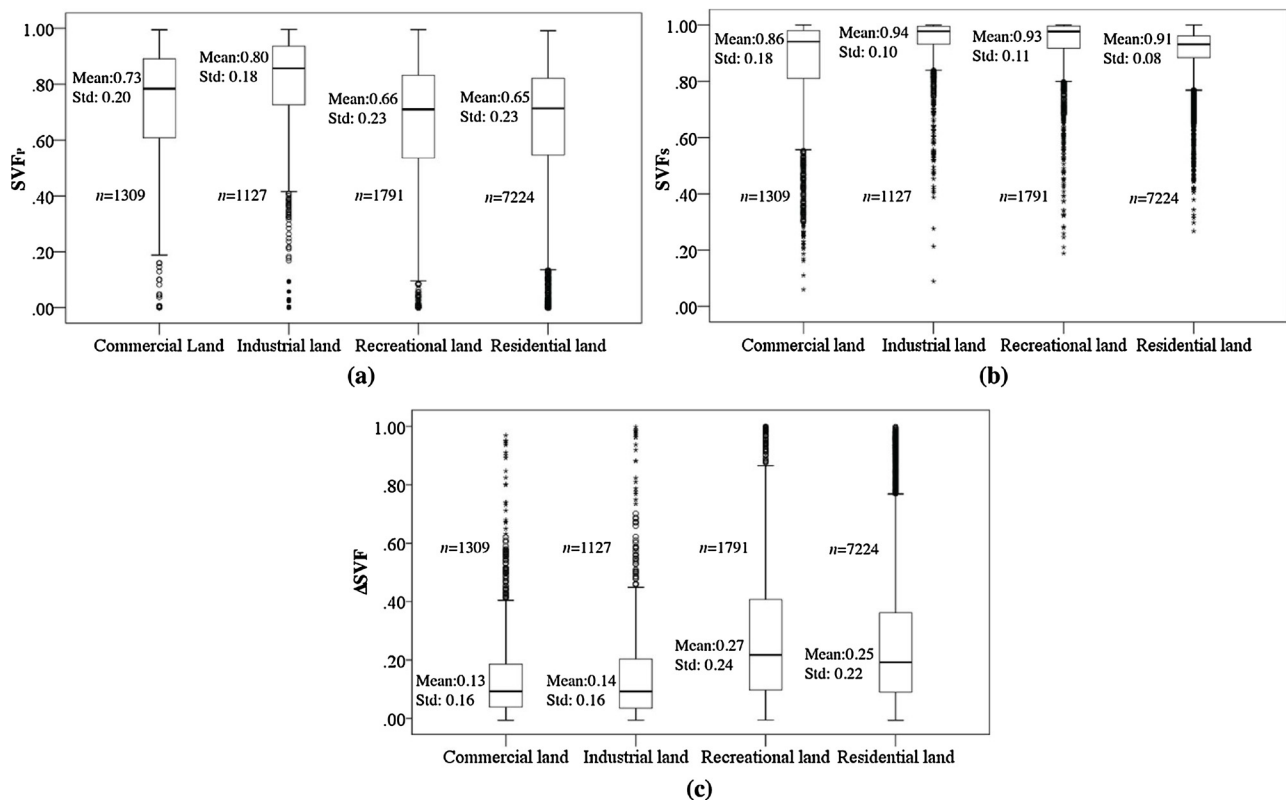 1.00
.80
.60
.40
.20
.00
SVFP
Mean:0.73
Std: 0.20
n=1309
Mean:0.80
Std: 0.18
n=1127
Mean:0.66
Std: 0.23
n=1791
Mean:0.65
Std: 0.23
n=7224
Commercial Land Industrial land Recreational land Residential land
(a)
1.00
.80
.60
.40
.20
.00
SVFS
Mean:0.86
Std: 0.18
n=1309
Mean:0.94
Std: 0.10
n=1127
Mean:0.93
Std: 0.11
n=1791
Mean:0.91
Std: 0.08
n=7224
Commercial land Industrial land Recreational land Residential land
(b)
1.00
.80
.60
.40
.20
.00
ΔSVF
n=1309
Mean:0.13
Std: 0.16
n=1127
Mean:0.14
Std: 0.16
n=1791
Mean:0.27
Std: 0.24
n=7224
Mean:0.25
Std: 0.22
Commercial land Industrial land Recreational land Residential land
(c)